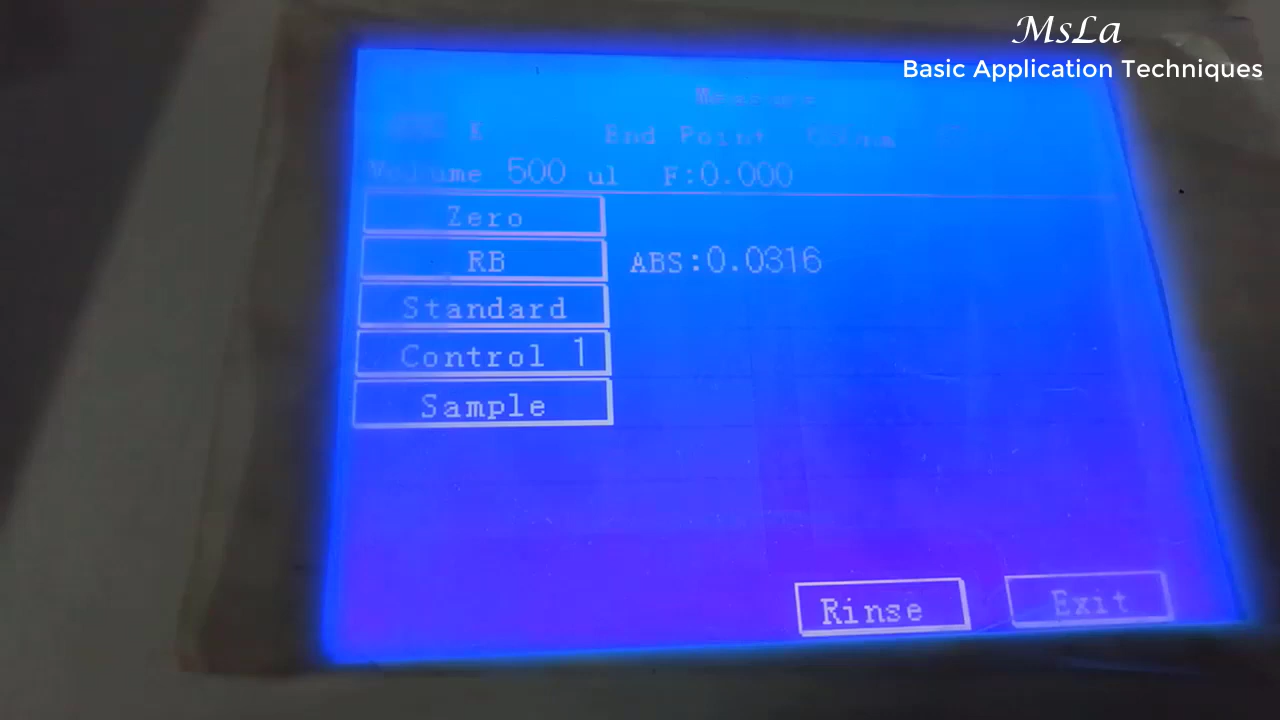 MsLa
Basic Application Techniques
Measure
K End Point
Volume 500 ul F:0.000
Zero
RB ABS:0.0316
Standard
Control 1
Sample
Rinse Exit